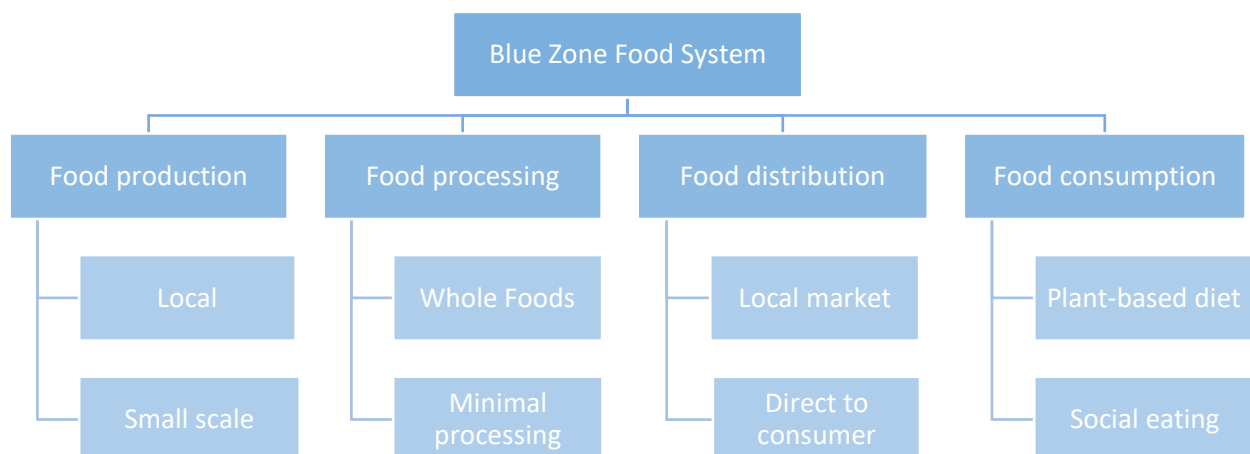 Blue Zone Food System
Food production
Food processing
Food distribution
Food consumption
Local
Whole Foods
Local market
Plant-based diet
Small scale
Minimal
processing
Direct to
consumer
Social eating